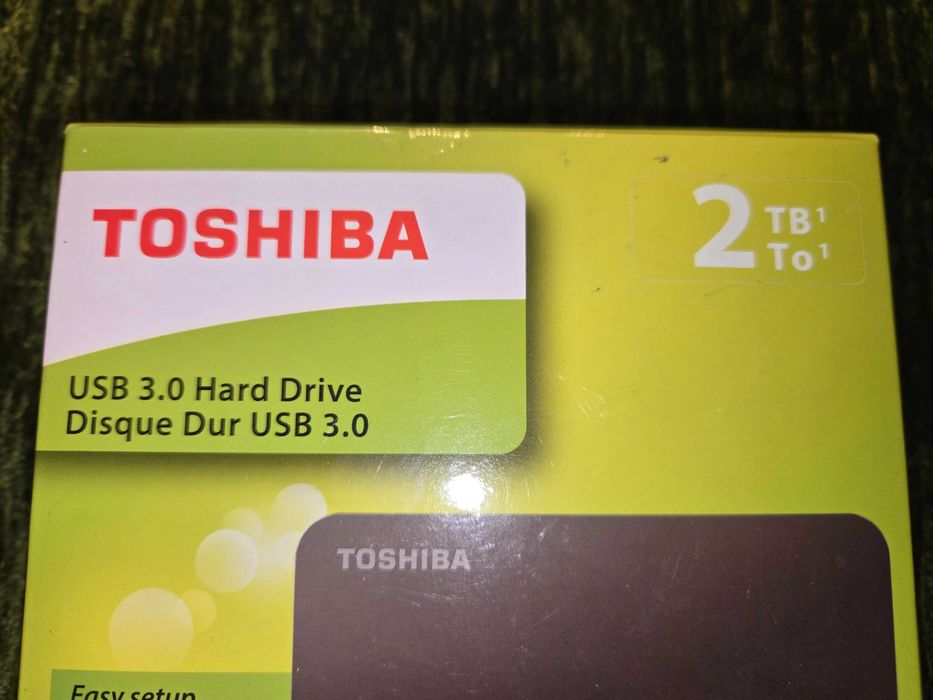 TOSHIBA
2 TB¹
To¹
USB 3.0 Hard Drive
Disque Dur USB 3.0
TOSHIBA
Easy setup